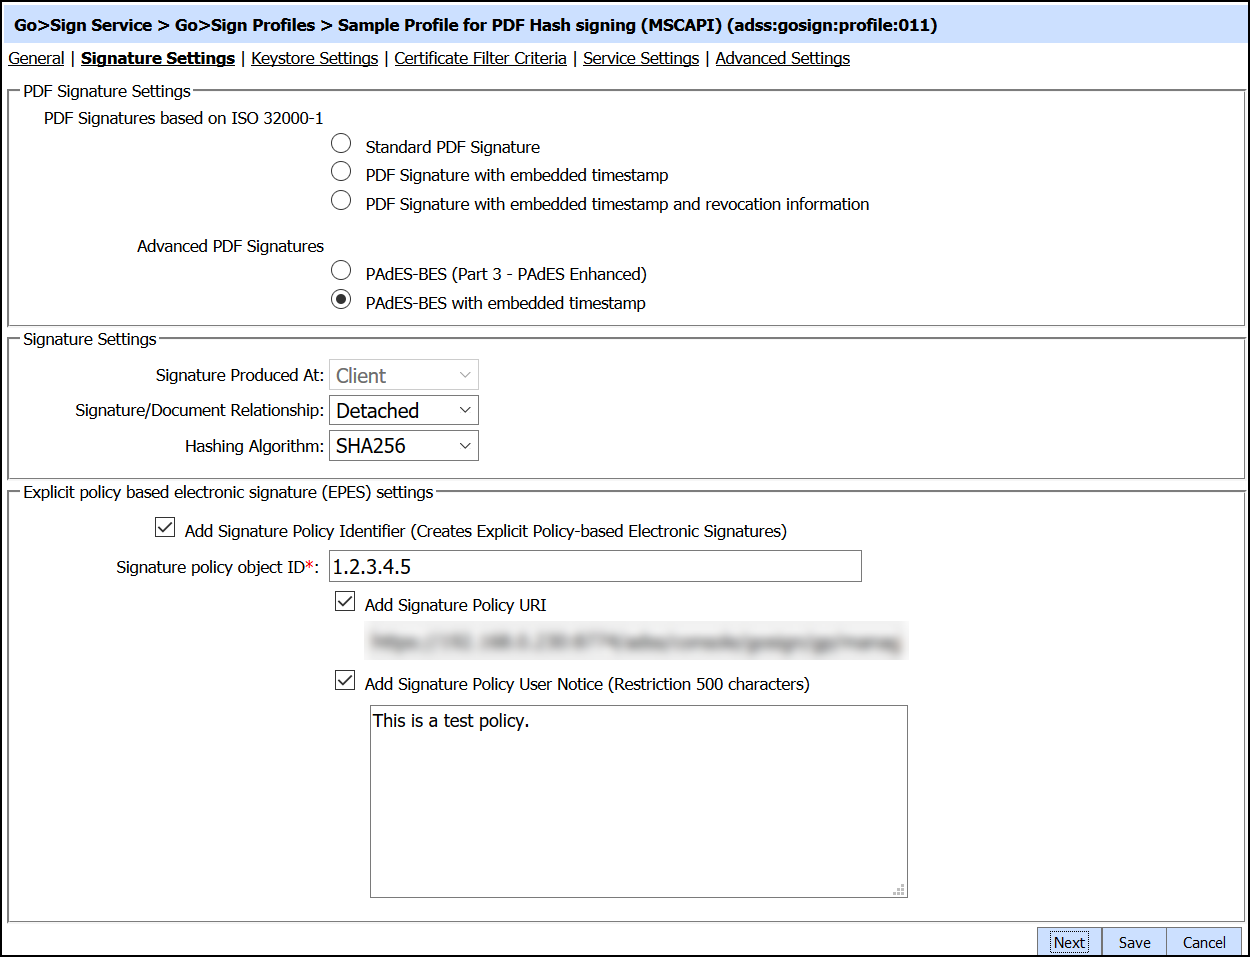 Go>Sign Service > Go>Sign Profiles > Sample Profile for PDF Hash signing (MSCAPI) (adss:gosign:profile:011)
General | Signature Settings | Keystore Settings | Certificate Filter Criteria | Service Settings | Advanced Settings
PDF Signature Settings
PDF Signatures based on ISO 32000-1
Standard PDF Signature
PDF Signature with embedded timestamp
PDF Signature with embedded timestamp and revocation information
Advanced PDF Signatures
PAdES-BES (Part 3 - PAdES Enhanced)
PAdES-BES with embedded timestamp
Signature Settings
Signature Produced At: Client
Signature/Document Relationship: Detached
Hashing Algorithm: SHA256
Explicit policy based electronic signature (EPES) settings
Add Signature Policy Identifier (Creates Explicit Policy-based Electronic Signatures)
Signature policy object ID*: 1.2.3.4.5
Add Signature Policy URI
Add Signature Policy User Notice (Restriction 500 characters)
This is a test policy.
Next Save Cancel